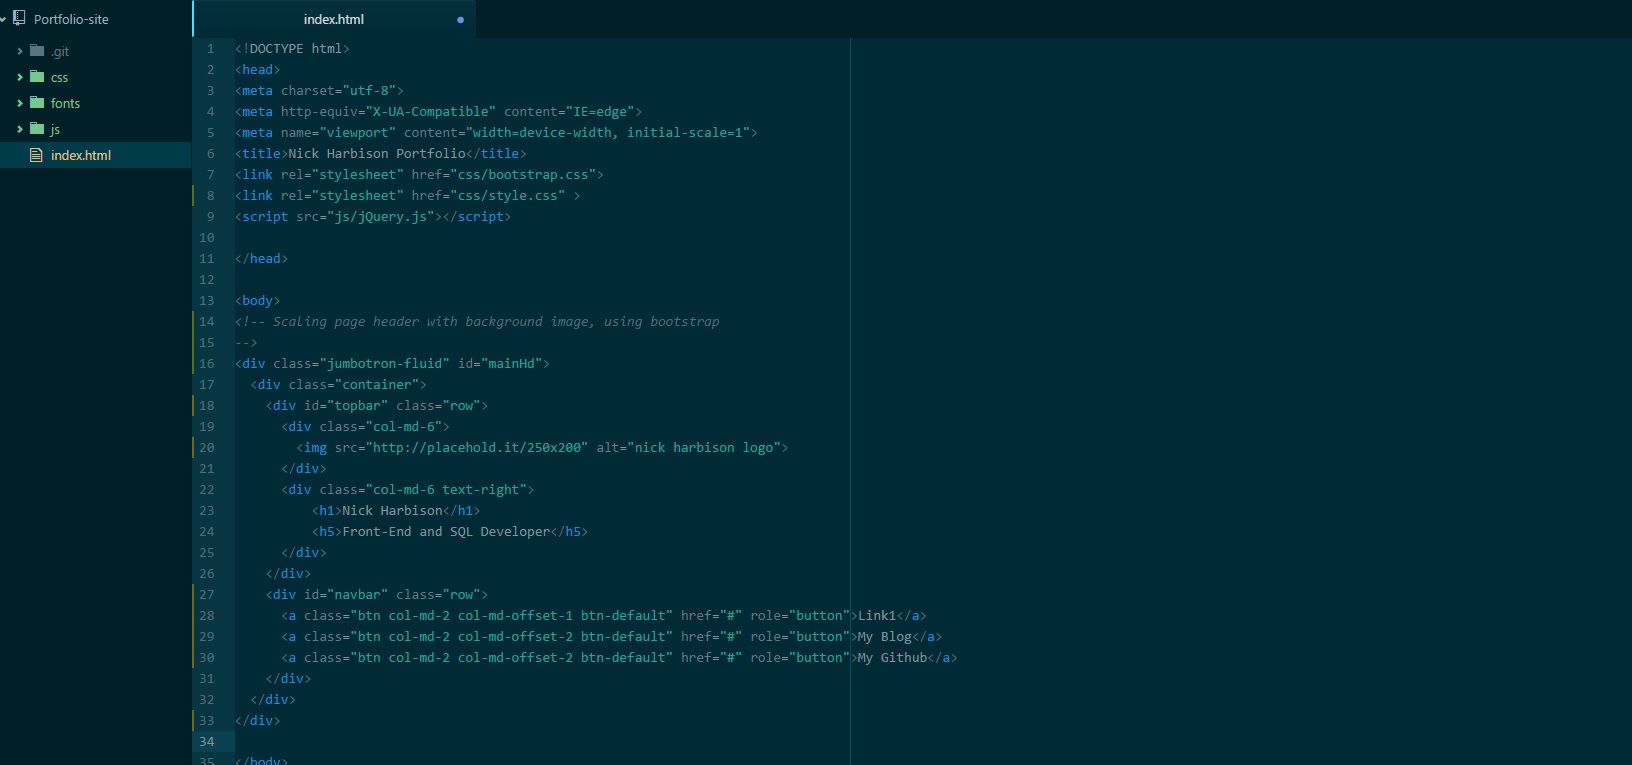 Portfolio-site
.git
css
fonts
js
index.html
index.html
1 <!DOCTYPE html>
2 <head>
3 <meta charset="utf-8">
4 <meta http-equiv="X-UA-Compatible" content="IE=edge">
5 <meta name="viewport" content="width=device-width, initial-scale=1">
6 <title>Nick Harbison Portfolio</title>
7 <link rel="stylesheet" href="css/bootstrap.css">
8 <link rel="stylesheet" href="css/style.css" >
9 <script src="js/jQuery.js"></script>
10
11 </head>
12
13 <body>
14 <!-- Scaling page header with background image, using bootstrap
15 -->
16 <div class="jumbotron-fluid" id="mainHd">
17   <div class="container">
18     <div id="topbar" class="row">
19       <div class="col-md-6">
20         <img src="http://placehold.it/250x200" alt="nick harbison logo">
21       </div>
22       <div class="col-md-6 text-right">
23           <h1>Nick Harbison</h1>
24           <h5>Front-End and SQL Developer</h5>
25       </div>
26     </div>
27     <div id="navbar" class="row">
28       <a class="btn col-md-2 col-md-offset-1 btn-default" href="#" role="button">Link1</a>
29       <a class="btn col-md-2 col-md-offset-2 btn-default" href="#" role="button">My Blog</a>
30       <a class="btn col-md-2 col-md-offset-2 btn-default" href="#" role="button">My Github</a>
31     </div>
32   </div>
33 </div>
34
35 </body>